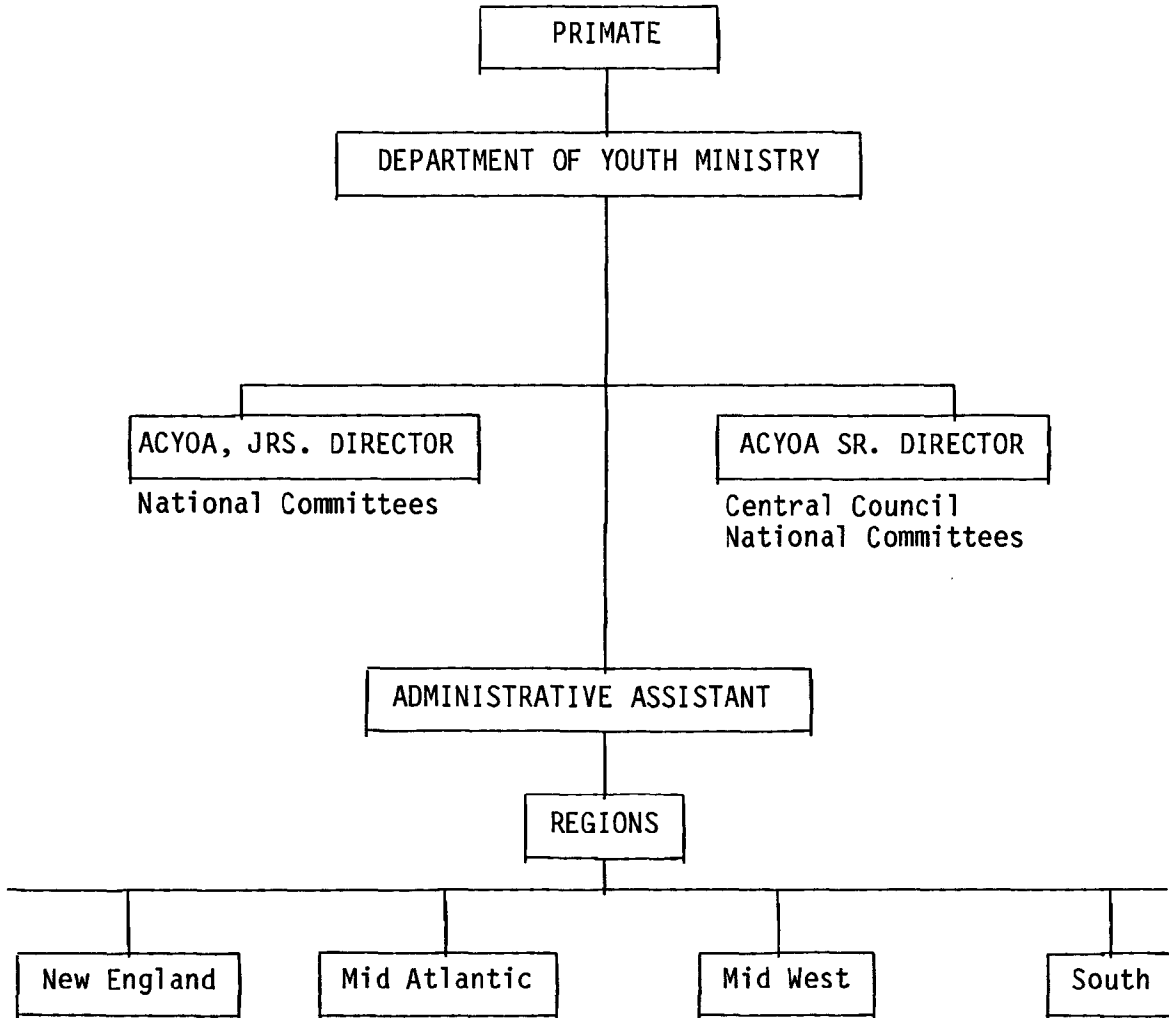 PRIMATE
DEPARTMENT OF YOUTH MINISTRY
ACYOA, JRS. DIRECTOR
National Committees
ACYOA SR. DIRECTOR
Central Council
National Committees
ADMINISTRATIVE ASSISTANT
REGIONS
New England
Mid Atlantic
Mid West
South